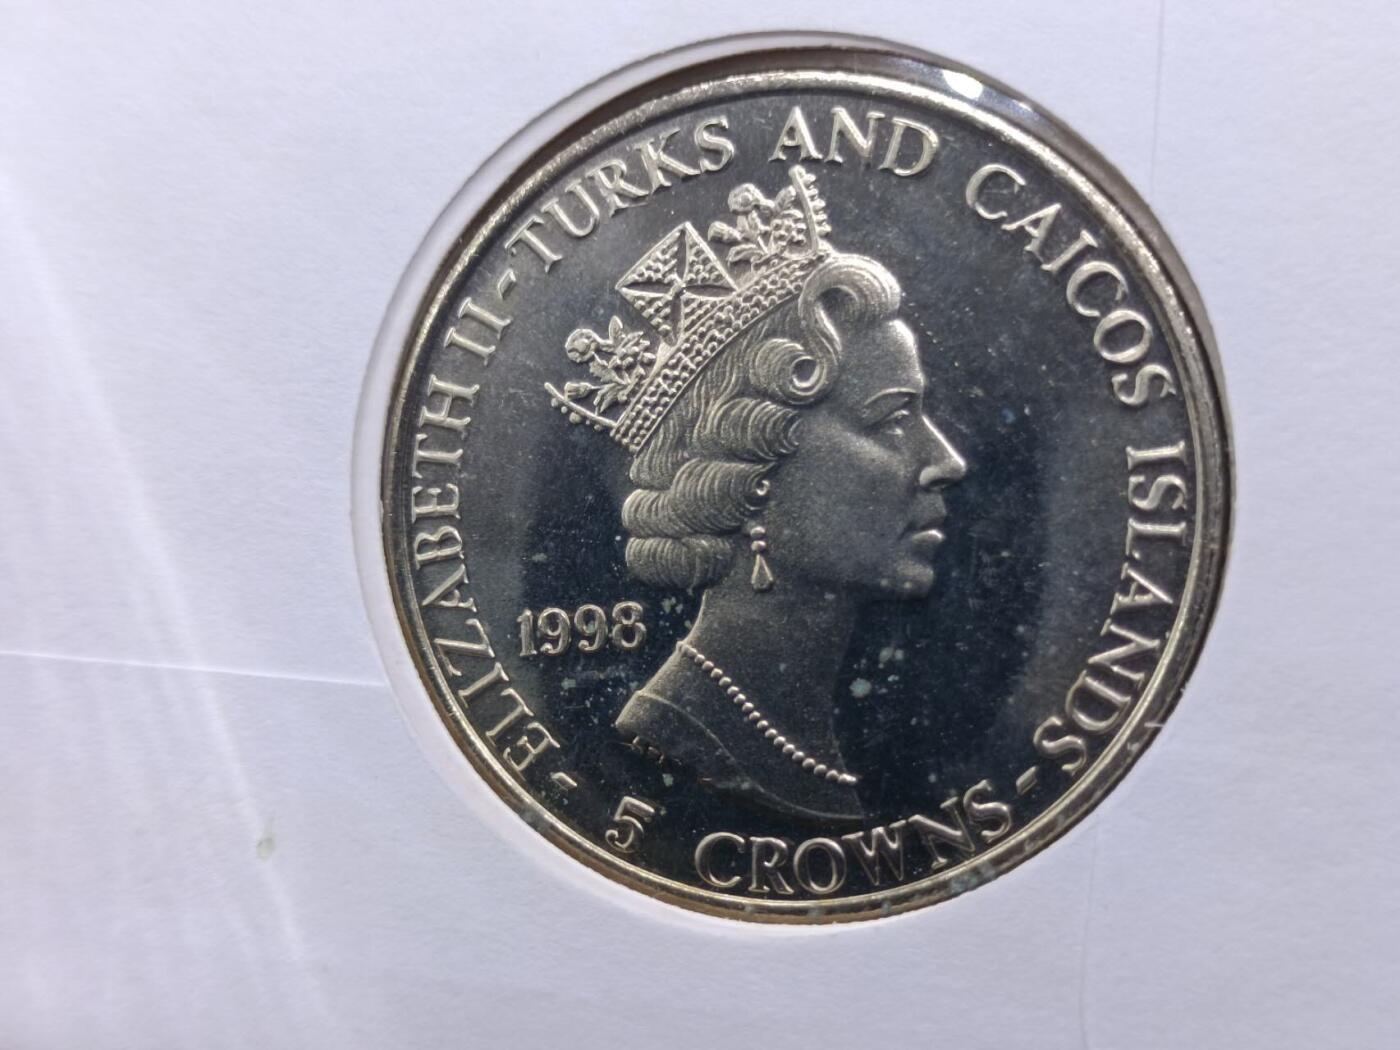 ELIZABETH II - TURKS AND CAICOS ISLANDS -
1998
5 CROWNS -